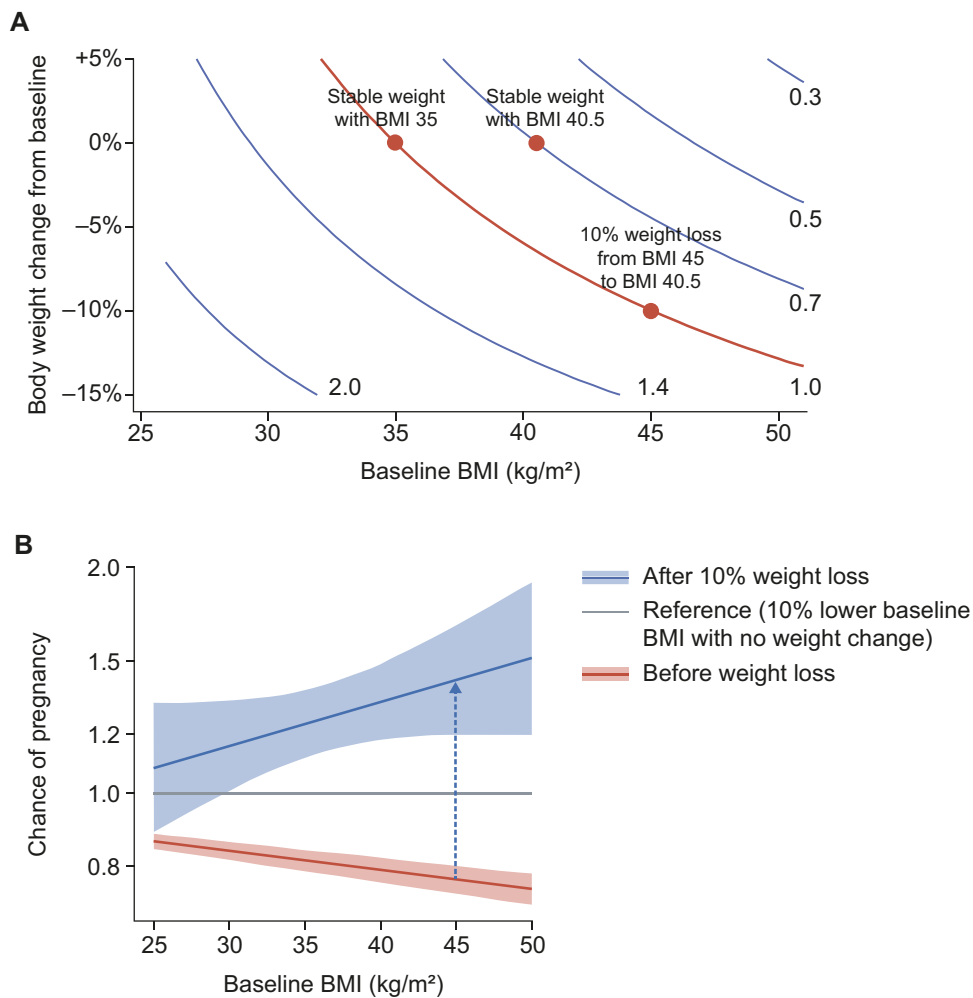 A
Body weight change from baseline
+5%
0%
–5%
–10%
–15%
Stable weight
with BMI 35
Stable weight
with BMI 40.5
10% weight loss
from BMI 45
to BMI 40.5
0.3
0.5
0.7
1.0
1.4
2.0
25
30
35
40
45
50
Baseline BMI (kg/m²)
B
Chance of pregnancy
2.0
1.5
1.2
1.0
0.8
25
30
35
40
45
50
Baseline BMI (kg/m²)
After 10% weight loss
Reference (10% lower baseline
BMI with no weight change)
Before weight loss